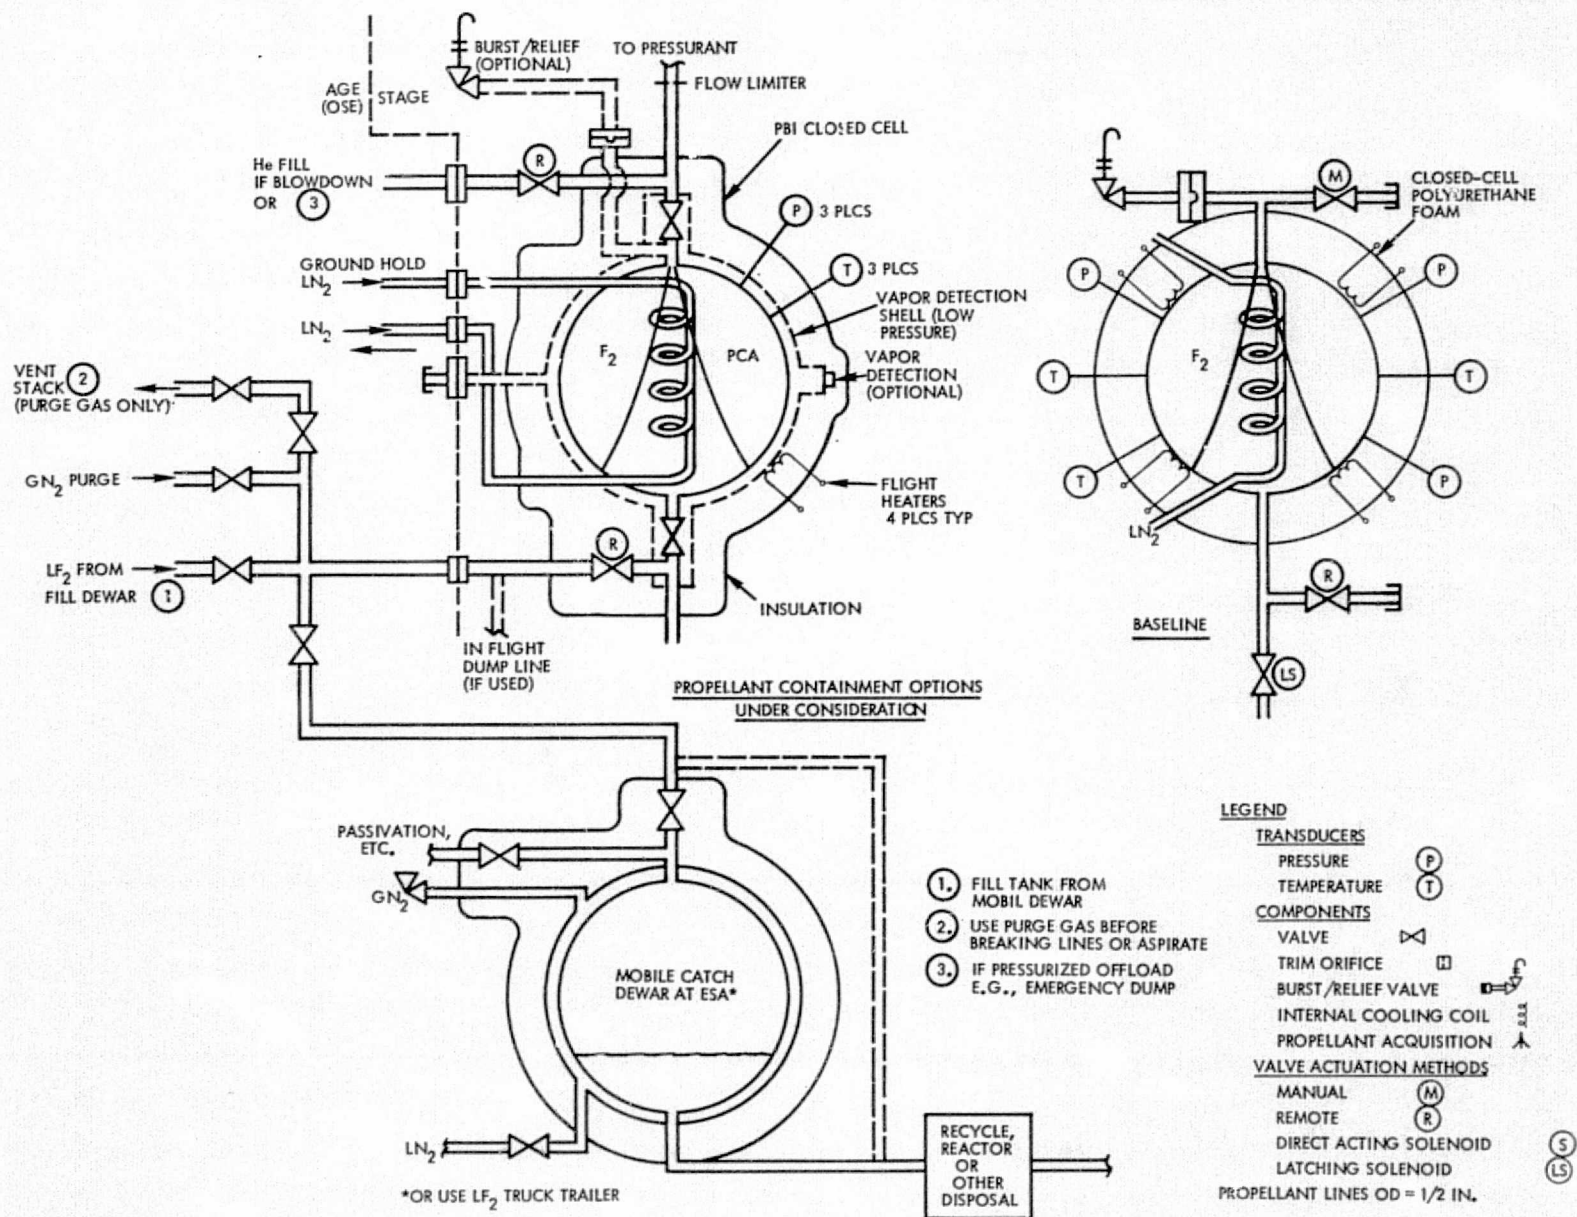 BURST/RELIEF
(OPTIONAL)
TO PRESSURANT
FLOW LIMITER
AGE
(OSE)
STAGE
PBI CLOSED CELL
He FILL
IF BLOWDOWN
OR 3
R
P 3 PLCS
T 3 PLCS
GROUND HOLD
LN2
LN2
VAPOR DETECTION
SHELL (LOW
PRESSURE)
F2
PCA
VAPOR
DETECTION
(OPTIONAL)
VENT 2
STACK
(PURGE GAS ONLY)
GN2 PURGE
FLIGHT
HEATERS
4 PLCS TYP
LF2 FROM
FILL DEWAR 1
R
INSULATION
IN FLIGHT
DUMP LINE
(IF USED)
PROPELLANT CONTAINMENT OPTIONS
UNDER CONSIDERATION
M
CLOSED-CELL
POLYURETHANE
FOAM
P
P
F2
T
T
T
P
LN2
R
BASELINE
LS
PASSIVATION,
ETC.
GN2
MOBILE CATCH
DEWAR AT ESA*
LN2
*OR USE LF2 TRUCK TRAILER
RECYCLE,
REACTOR
OR
OTHER
DISPOSAL
1. FILL TANK FROM
MOBIL DEWAR
2. USE PURGE GAS BEFORE
BREAKING LINES OR ASPIRATE
3. IF PRESSURIZED OFFLOAD
E.G., EMERGENCY DUMP
LEGEND
TRANSDUCERS
PRESSURE P
TEMPERATURE T
COMPONENTS
VALVE
TRIM ORIFICE
BURST/RELIEF VALVE
INTERNAL COOLING COIL
PROPELLANT ACQUISITION
VALVE ACTUATION METHODS
MANUAL M
REMOTE R
DIRECT ACTING SOLENOID S
LATCHING SOLENOID LS
PROPELLANT LINES OD = 1/2 IN.